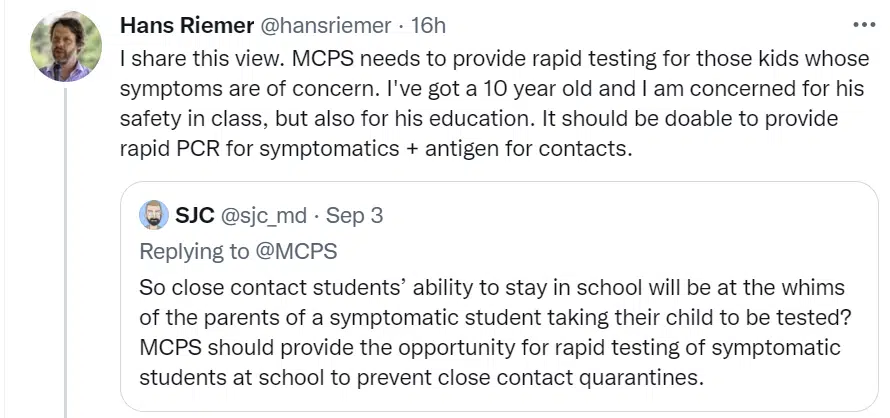 Hans Riemer @hansriemer · 16h
I share this view. MCPS needs to provide rapid testing for those kids whose
symptoms are of concern. I've got a 10 year old and I am concerned for his
safety in class, but also for his education. It should be doable to provide
rapid PCR for symptomatics + antigen for contacts.
SJC @sjc_md · Sep 3
Replying to @MCPS
So close contact students’ ability to stay in school will be at the whims
of the parents of a symptomatic student taking their child to be tested?
MCPS should provide the opportunity for rapid testing of symptomatic
students at school to prevent close contact quarantines.